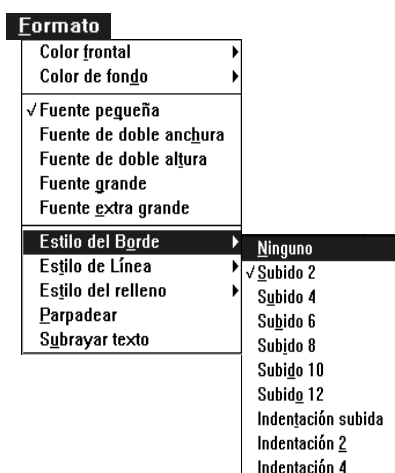 Formato
Color frontal
Color de fondo
√ Fuente pequeña
Fuente de doble anchura
Fuente de doble altura
Fuente grande
Fuente extra grande
Estilo del Borde
Estilo de Línea
Estilo del relleno
Parpadear
Subrayar texto
Ninguno
√ Subido 2
Subido 4
Subido 6
Subido 8
Subido 10
Subido 12
Indentación subida
Indentación 2
Indentación 4